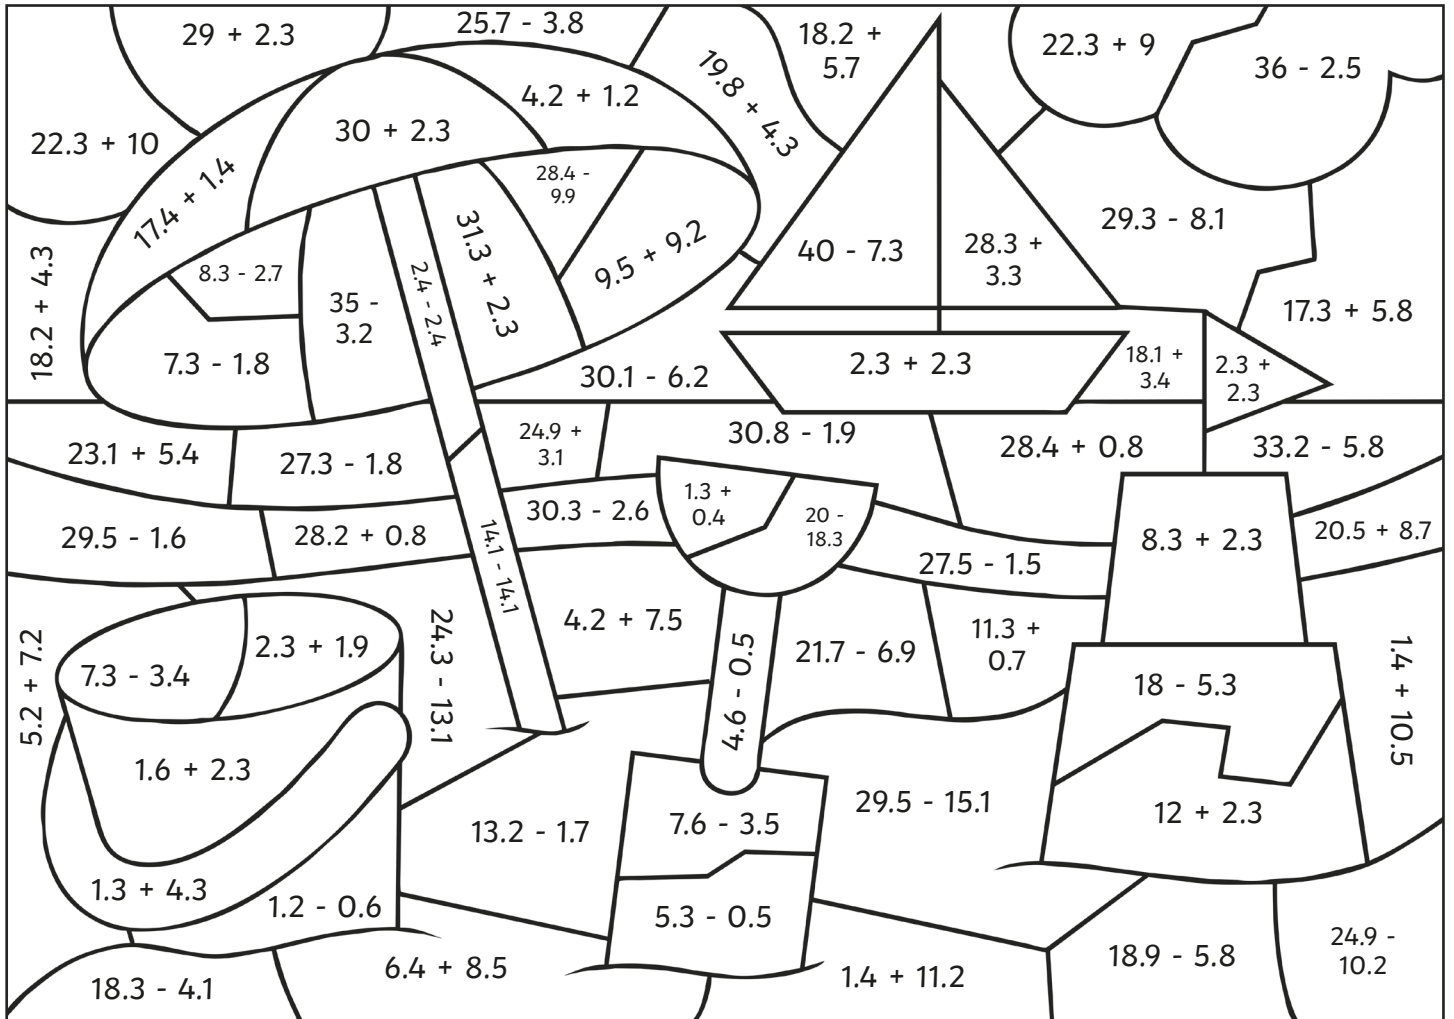 29 + 2.3
25.7 - 3.8
18.2 +
5.7
22.3 + 9
36 - 2.5
22.3 + 10
30 + 2.3
4.2 + 1.2
19.8 + 4.3
17.4 + 1.4
28.4 -
9.9
9.5 + 9.2
31.3 + 2.3
2.4 - 2.4
8.3 - 2.7
35 -
3.2
7.3 - 1.8
18.2 + 4.3
40 - 7.3
28.3 +
3.3
29.3 - 8.1
17.3 + 5.8
30.1 - 6.2
2.3 + 2.3
18.1 +
3.4
2.3 +
2.3
23.1 + 5.4
27.3 - 1.8
24.9 +
3.1
30.8 - 1.9
28.4 + 0.8
33.2 - 5.8
29.5 - 1.6
28.2 + 0.8
30.3 - 2.6
1.3 +
0.4
20 -
18.3
27.5 - 1.5
8.3 + 2.3
20.5 + 8.7
14.1 - 14.1
5.2 + 7.2
7.3 - 3.4
2.3 + 1.9
24.3 - 13.1
4.2 + 7.5
4.6 - 0.5
21.7 - 6.9
11.3 +
0.7
18 - 5.3
1.4 + 10.5
1.6 + 2.3
13.2 - 1.7
7.6 - 3.5
29.5 - 15.1
12 + 2.3
1.3 + 4.3
1.2 - 0.6
5.3 - 0.5
18.3 - 4.1
6.4 + 8.5
1.4 + 11.2
18.9 - 5.8
24.9 -
10.2